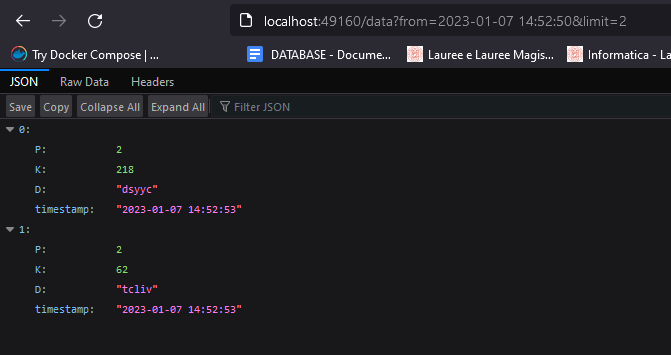 localhost:49160/data?from=2023-01-07 14:52:50&limit=2
Try Docker Compose | ... DATABASE - Docume... Lauree e Lauree Magis... Informatica - La
JSON Raw Data Headers
Save Copy Collapse All Expand All Filter JSON
0:
P: 2
K: 218
D: "dsyyc"
timestamp: "2023-01-07 14:52:53"
1:
P: 2
K: 62
D: "tcliv"
timestamp: "2023-01-07 14:52:53"